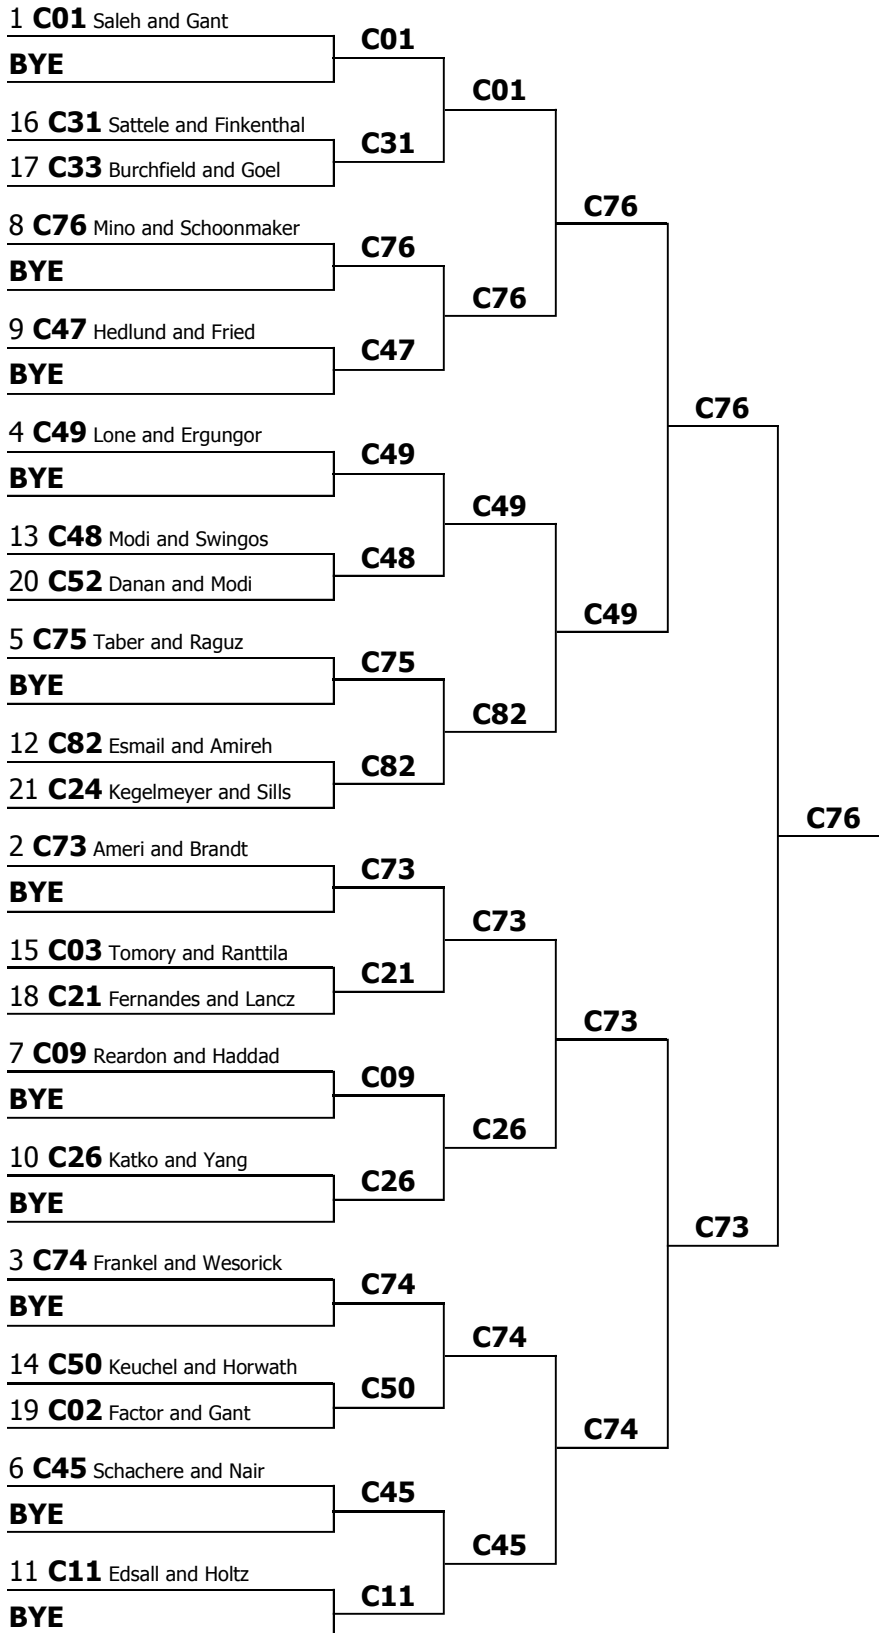 1 C01 Saleh and Gant
BYE
16 C31 Sattele and Finkenthal
17 C33 Burchfield and Goel
8 C76 Mino and Schoonmaker
BYE
9 C47 Hedlund and Fried
BYE
4 C49 Lone and Ergungor
BYE
13 C48 Modi and Swingos
20 C52 Danan and Modi
5 C75 Taber and Raguz
BYE
12 C82 Esmail and Amireh
21 C24 Kegelmeyer and Sills
2 C73 Ameri and Brandt
BYE
15 C03 Tomory and Ranttila
18 C21 Fernandes and Lancz
7 C09 Reardon and Haddad
BYE
10 C26 Katko and Yang
BYE
3 C74 Frankel and Wesorick
BYE
14 C50 Keuchel and Horwath
19 C02 Factor and Gant
6 C45 Schachere and Nair
BYE
11 C11 Edsall and Holtz
BYE
C01
C31
C76
C47
C49
C48
C75
C82
C73
C21
C09
C26
C74
C50
C45
C11
C01
C76
C49
C82
C73
C26
C74
C45
C76
C49
C73
C74
C76
C73
C76